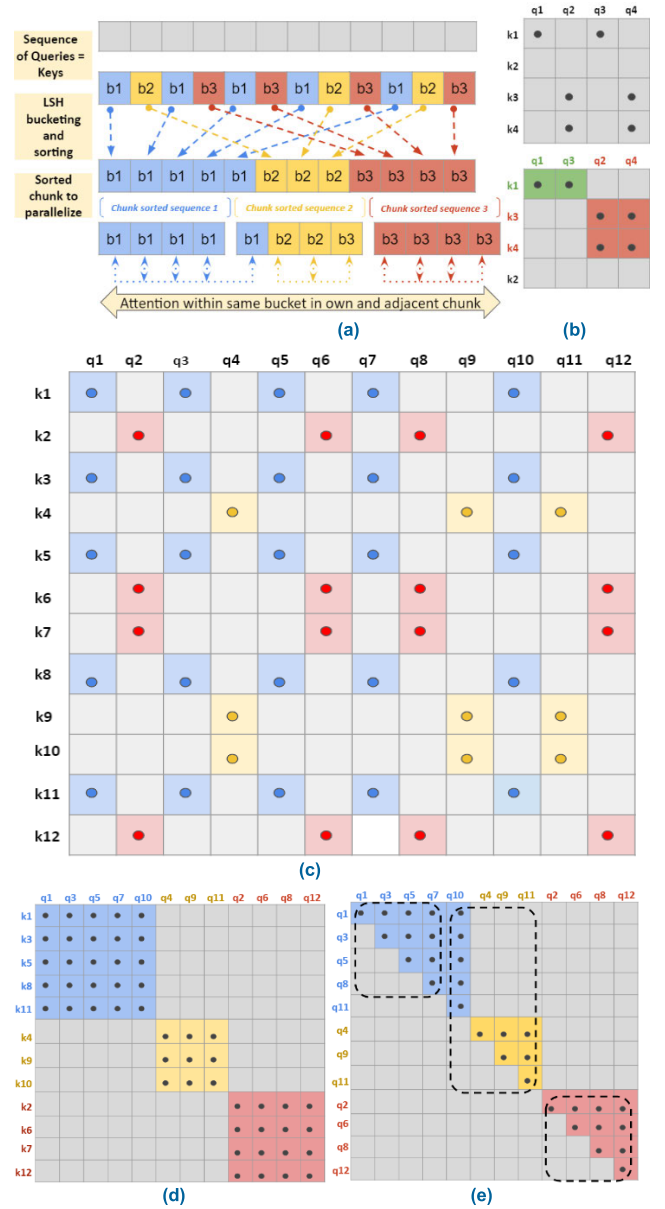 Sequence
of Queries =
Keys
LSH
bucketing
and
sorting
Sorted
chunk to
parallelize
b1 b2 b1 b3 b1 b3 b2 b3 b1 b2 b3
b1 b1 b1 b1 b1 b2 b2 b2 b3 b3 b3 b3
Chunk sorted sequence 1 Chunk sorted sequence 2 Chunk sorted sequence 3
b1 b1 b1 b1 b1 b2 b2 b3 b3 b3 b3 b3
Attention within same bucket in own and adjacent chunk
(a)
q1 q2 q3 q4
k1
k2
k3
k4
q1 q3 q2 q4
k1
k3
k4
k2
(b)
q1 q2 q3 q4 q5 q6 q7 q8 q9 q10 q11 q12
k1
k2
k3
k4
k5
k6
k7
k8
k9
k10
k11
k12
(c)
q1 q3 q5 q7 q10 q4 q9 q11 q2 q6 q8 q12
k1
k3
k5
k8
k11
k4
k9
k10
k2
k6
k7
k12
(d)
q1 q3 q5 q7 q10 q4 q9 q11 q2 q6 q8 q12
q1
q3
q5
q8
q11
q4
q9
q11
q2
q6
q8
q12
(e)